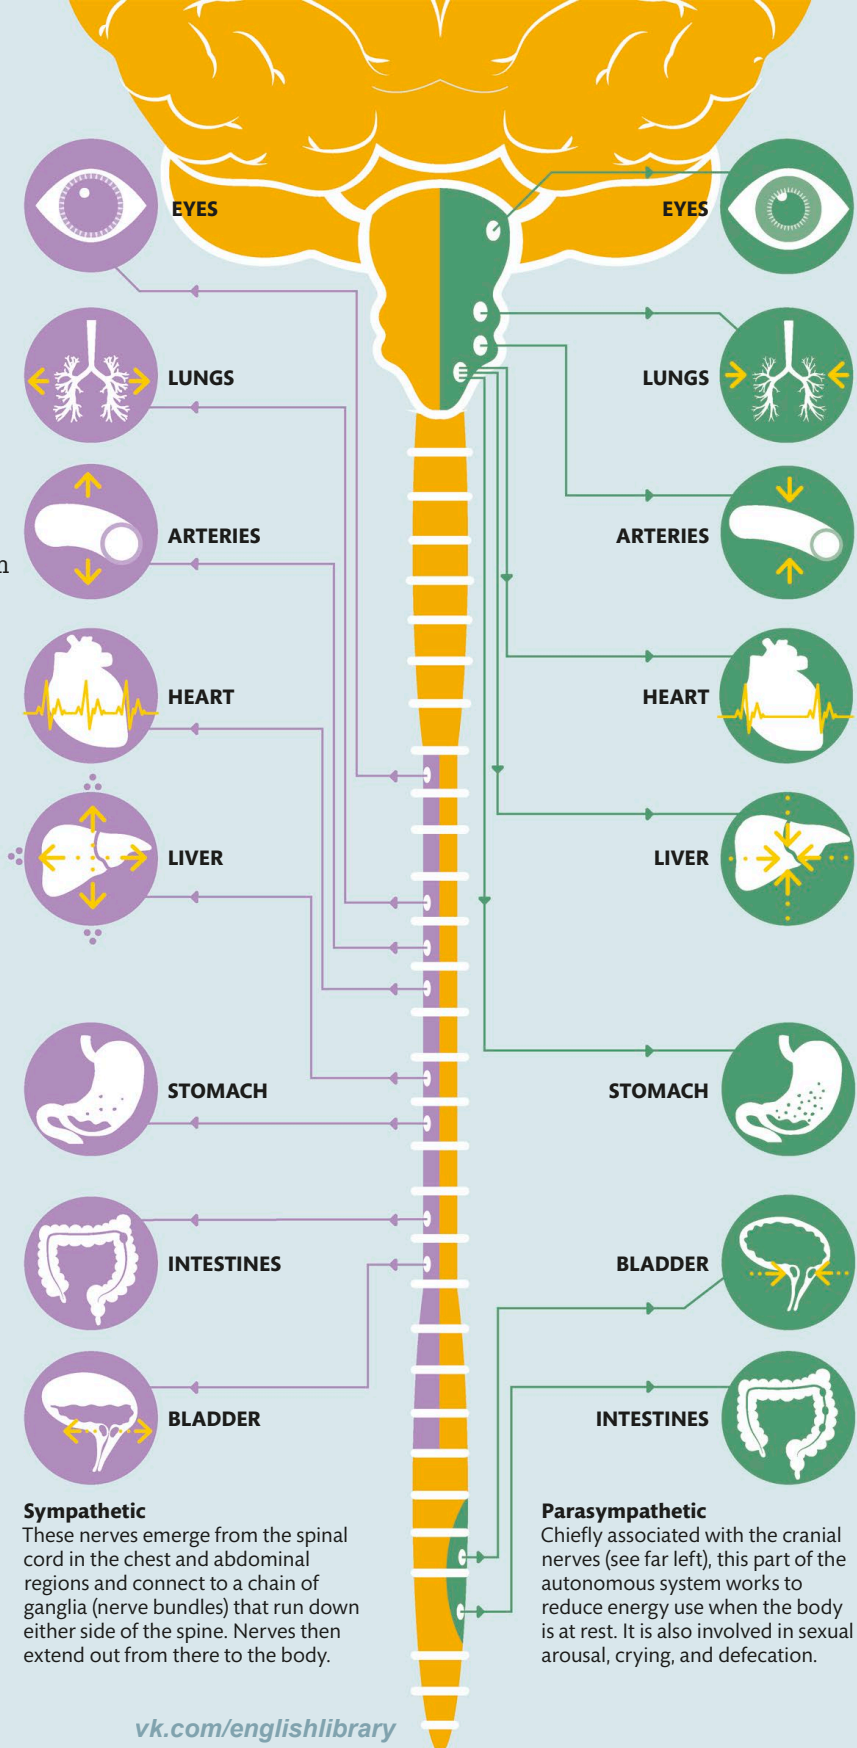 EYES
EYES
LUNGS
LUNGS
ARTERIES
ARTERIES
HEART
HEART
LIVER
LIVER
STOMACH
STOMACH
INTESTINES
BLADDER
BLADDER
INTESTINES
Sympathetic
These nerves emerge from the spinal
cord in the chest and abdominal
regions and connect to a chain of
ganglia (nerve bundles) that run down
either side of the spine. Nerves then
extend out from there to the body.
Parasympathetic
Chiefly associated with the cranial
nerves (see far left), this part of the
autonomous system works to
reduce energy use when the body
is at rest. It is also involved in sexual
arousal, crying, and defecation.
vk.com/englishlibrary